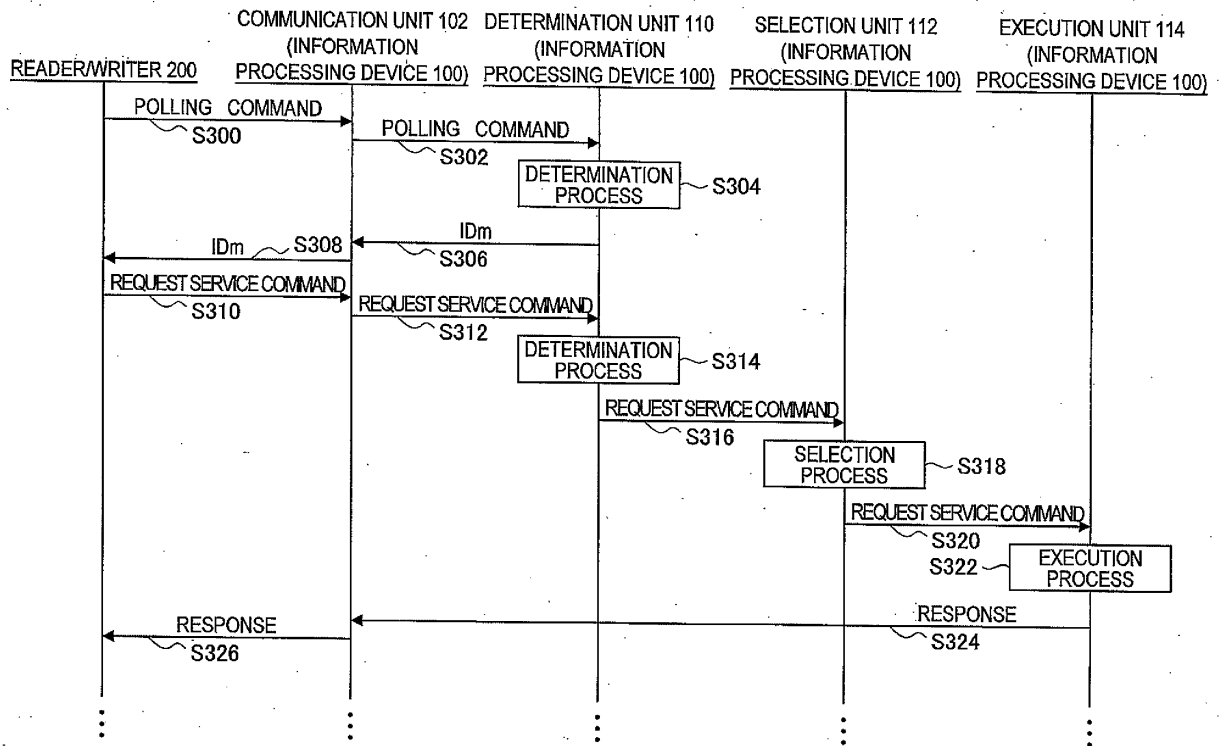 READER/WRITER 200
COMMUNICATION UNIT 102
(INFORMATION
PROCESSING DEVICE 100)
DETERMINATION UNIT 110
(INFORMATION
PROCESSING DEVICE 100)
SELECTION UNIT 112
(INFORMATION
PROCESSING DEVICE 100)
EXECUTION UNIT 114
(INFORMATION
PROCESSING DEVICE 100)
POLLING COMMAND
S300
POLLING COMMAND
S302
DETERMINATION
PROCESS
S304
IDm
S306
IDm
S308
REQUEST SERVICE COMMAND
S310
REQUEST SERVICE COMMAND
S312
DETERMINATION
PROCESS
S314
REQUEST SERVICE COMMAND
S316
SELECTION
PROCESS
S318
REQUEST SERVICE COMMAND
S320
S322
EXECUTION
PROCESS
RESPONSE
S324
RESPONSE
S326